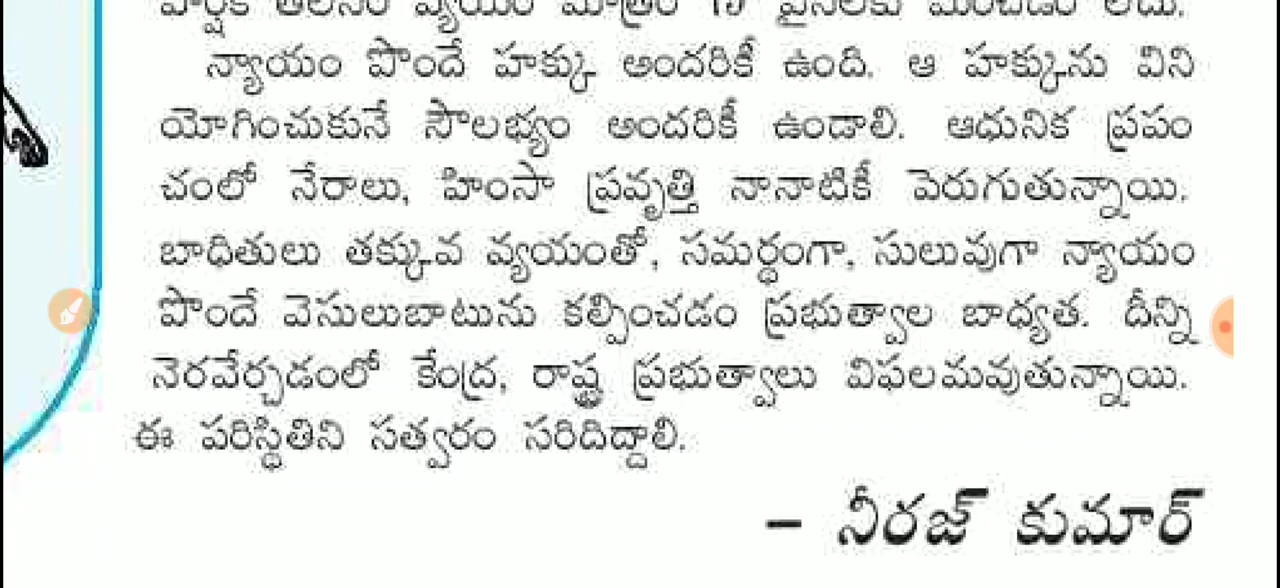 న్యాయం పొందే హక్కు అందరికీ ఉంది. ఆ హక్కును విని
యోగించుకునే సౌలభ్యం అందరికీ ఉండాలి. ఆధునిక ప్రపం
చంలో నేరాలు, హింసా ప్రవృత్తి నానాటికీ పెరుగుతున్నాయి.
బాధితులు తక్కువ వ్యయంతో, సమర్థంగా, సులువుగా న్యాయం
పొందే వెసులుబాటును కల్పించడం ప్రభుత్వాల బాధ్యత. దీన్ని
నెరవేర్చడంలో కేంద్ర, రాష్ట్ర ప్రభుత్వాలు విఫలమవుతున్నాయి.
ఈ పరిస్థితిని సత్వరం సరిదిద్దాలి.
– నీరజ్ కుమార్